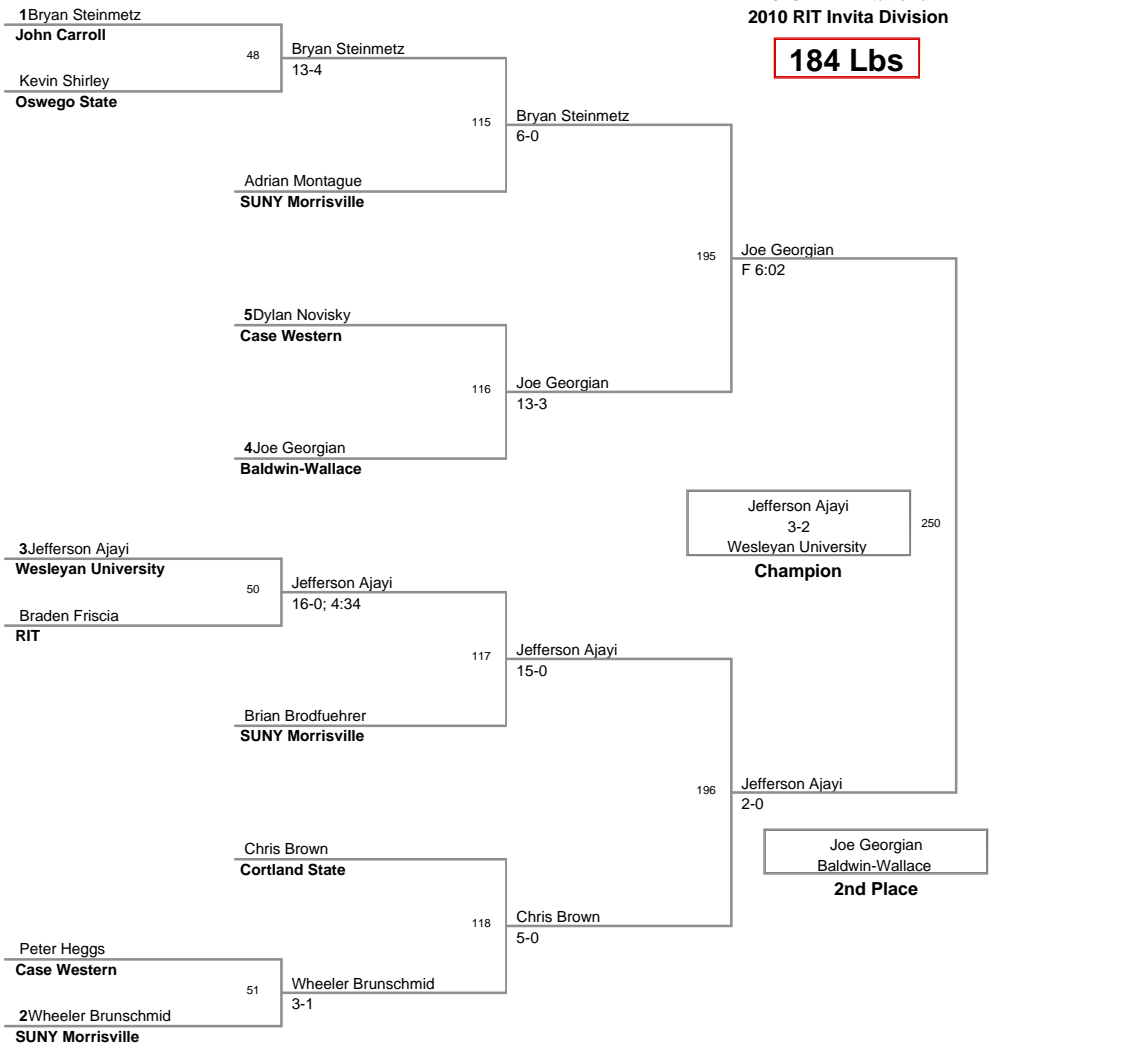 2010 RIT Invita Division
184 Lbs
1Bryan Steinmetz
John Carroll
48
Bryan Steinmetz
13-4
Kevin Shirley
Oswego State
115
Bryan Steinmetz
6-0
Adrian Montague
SUNY Morrisville
195
Joe Georgian
F 6:02
5Dylan Novisky
Case Western
116
Joe Georgian
13-3
4Joe Georgian
Baldwin-Wallace
Jefferson Ajayi
3-2
Wesleyan University
250
Champion
3Jefferson Ajayi
Wesleyan University
50
Jefferson Ajayi
16-0; 4:34
Braden Friscia
RIT
117
Jefferson Ajayi
15-0
Brian Brodfuehrer
SUNY Morrisville
196
Jefferson Ajayi
2-0
Joe Georgian
Baldwin-Wallace
2nd Place
Chris Brown
Cortland State
118
Chris Brown
5-0
Peter Heggs
Case Western
51
Wheeler Brunschmid
3-1
2Wheeler Brunschmid
SUNY Morrisville